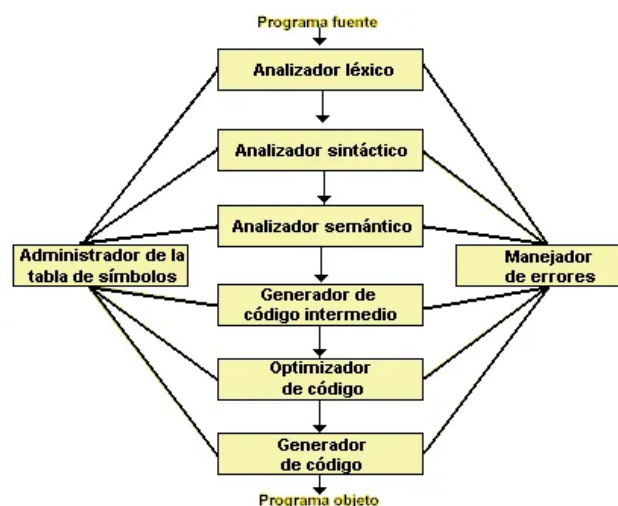 Programa fuente
Analizador léxico
Analizador sintáctico
Analizador semántico
Administrador de la
tabla de símbolos
Manejador
de errores
Generador de
código intermedio
Optimizador
de código
Generador
de código
Programa objeto